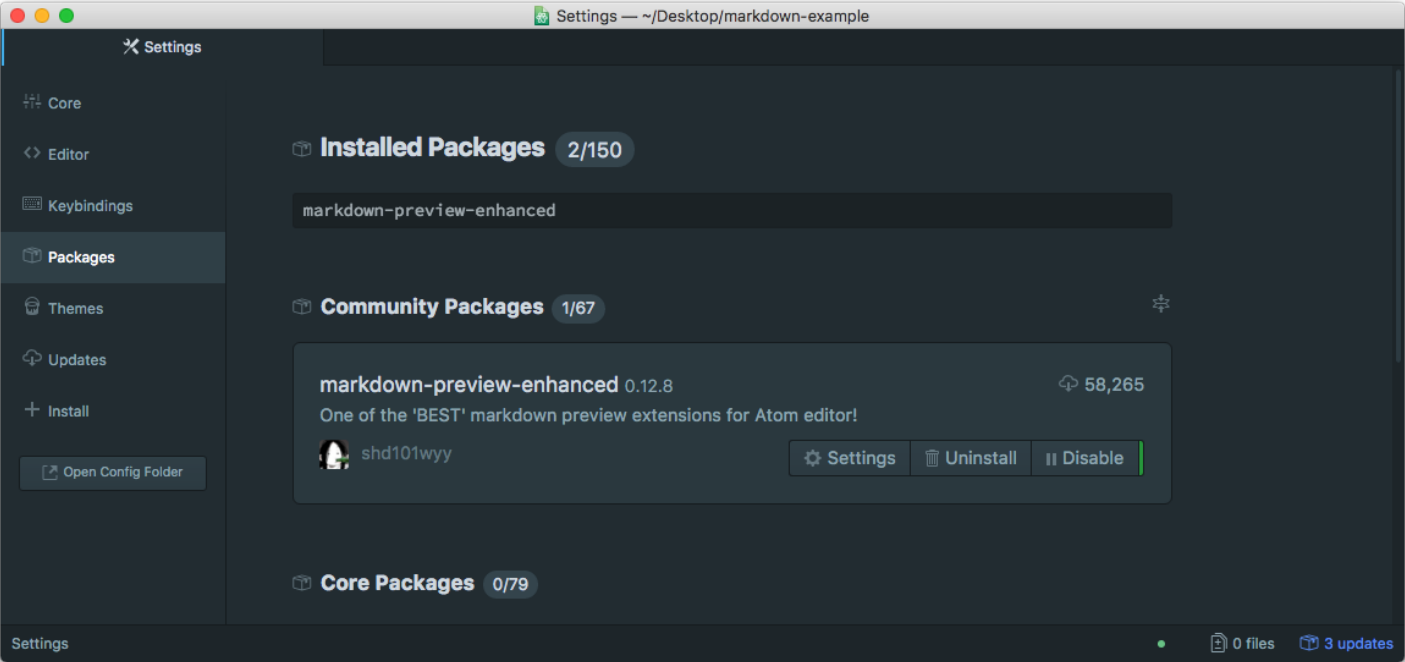 Settings — ~/Desktop/markdown-example
Settings
Core
Editor
Keybindings
Packages
Themes
Updates
Install
Open Config Folder
Installed Packages 2/150
markdown-preview-enhanced
Community Packages 1/67
markdown-preview-enhanced 0.12.8 58,265
One of the 'BEST' markdown preview extensions for Atom editor!
shd101wyy
Settings Uninstall Disable
Core Packages 0/79
Settings 0 files 3 updates